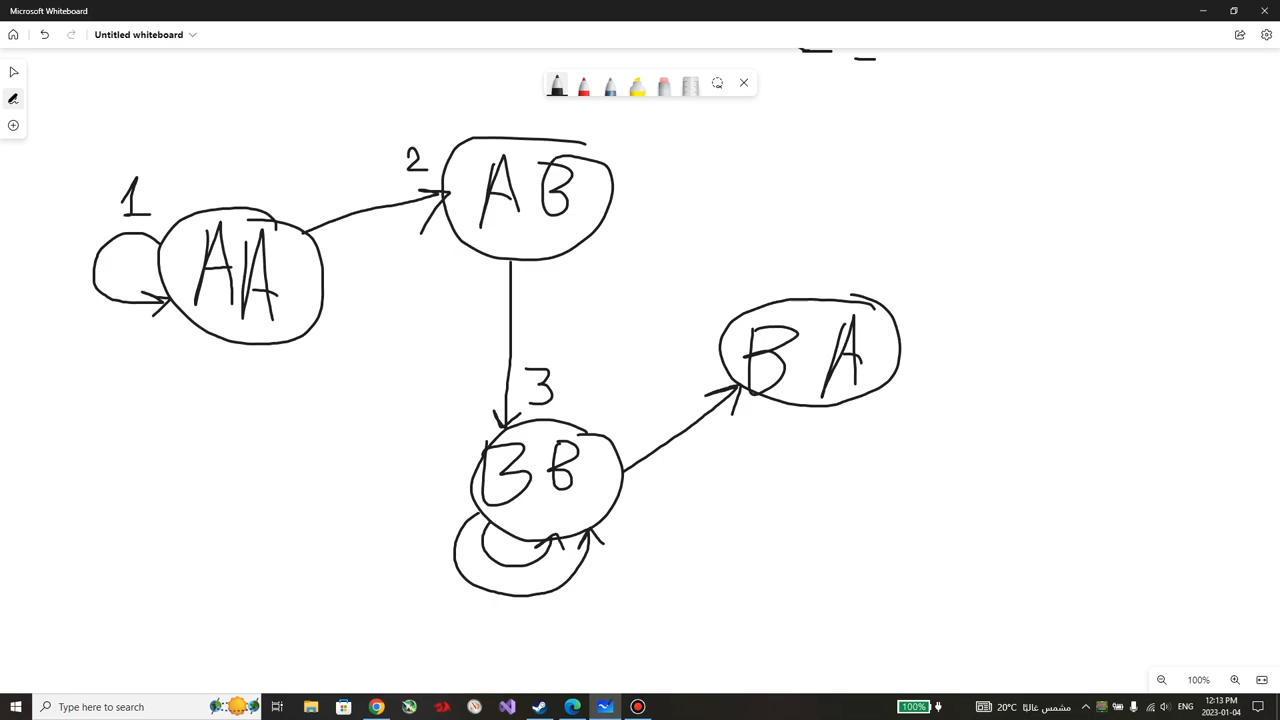 Microsoft Whiteboard
Untitled whiteboard
2
AB
1
AA
BA
3
BB
100%
Type here to search
100%
20°C مشمس غالبًا
ENG
12:13 PM
2023-01-04